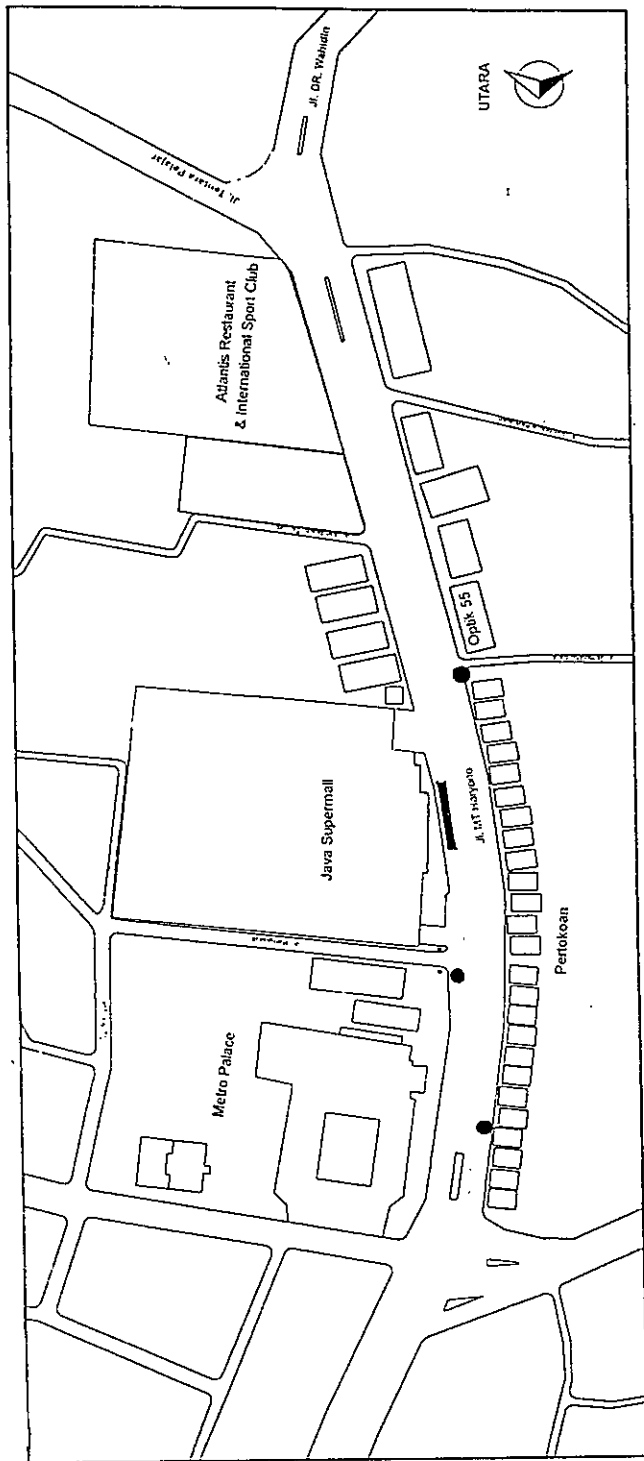 UTARA
Jl. DR. Wahidin
Jl. Tentara Pelajar
Atlantis Restaurant
& International Sport Club
Optik 55
Java Supermall
Jl. MT Haryono
Pertokoan
Metro Palace